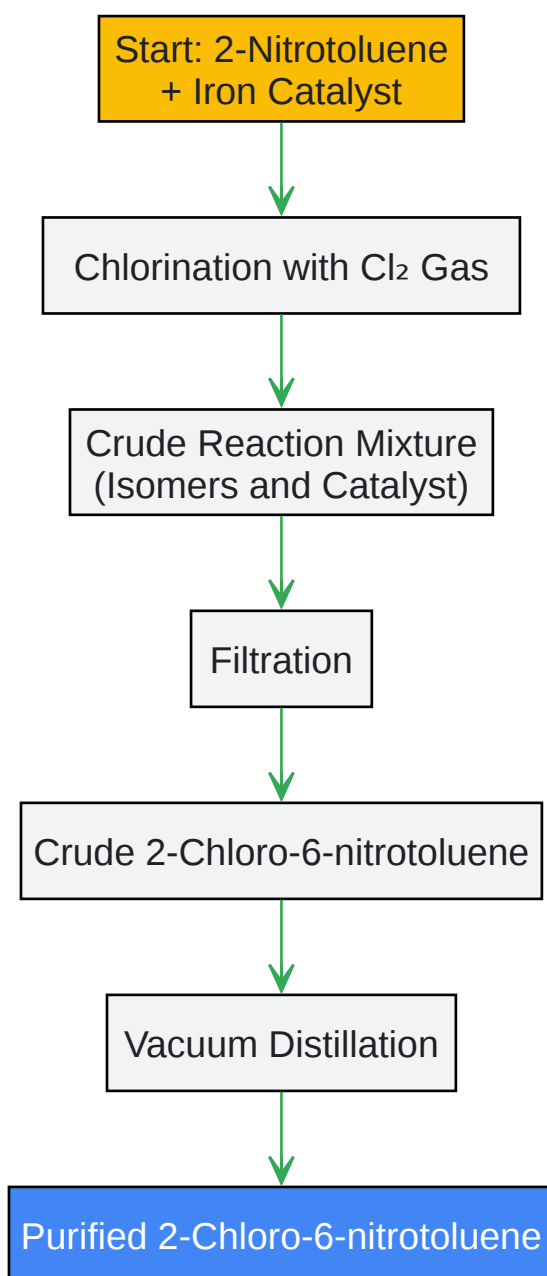 Start: 2-Nitrotoluene
+ Iron Catalyst
Chlorination with Cl₂ Gas
Crude Reaction Mixture
(Isomers and Catalyst)
Filtration
Crude 2-Chloro-6-nitrotoluene
Vacuum Distillation
Purified 2-Chloro-6-nitrotoluene